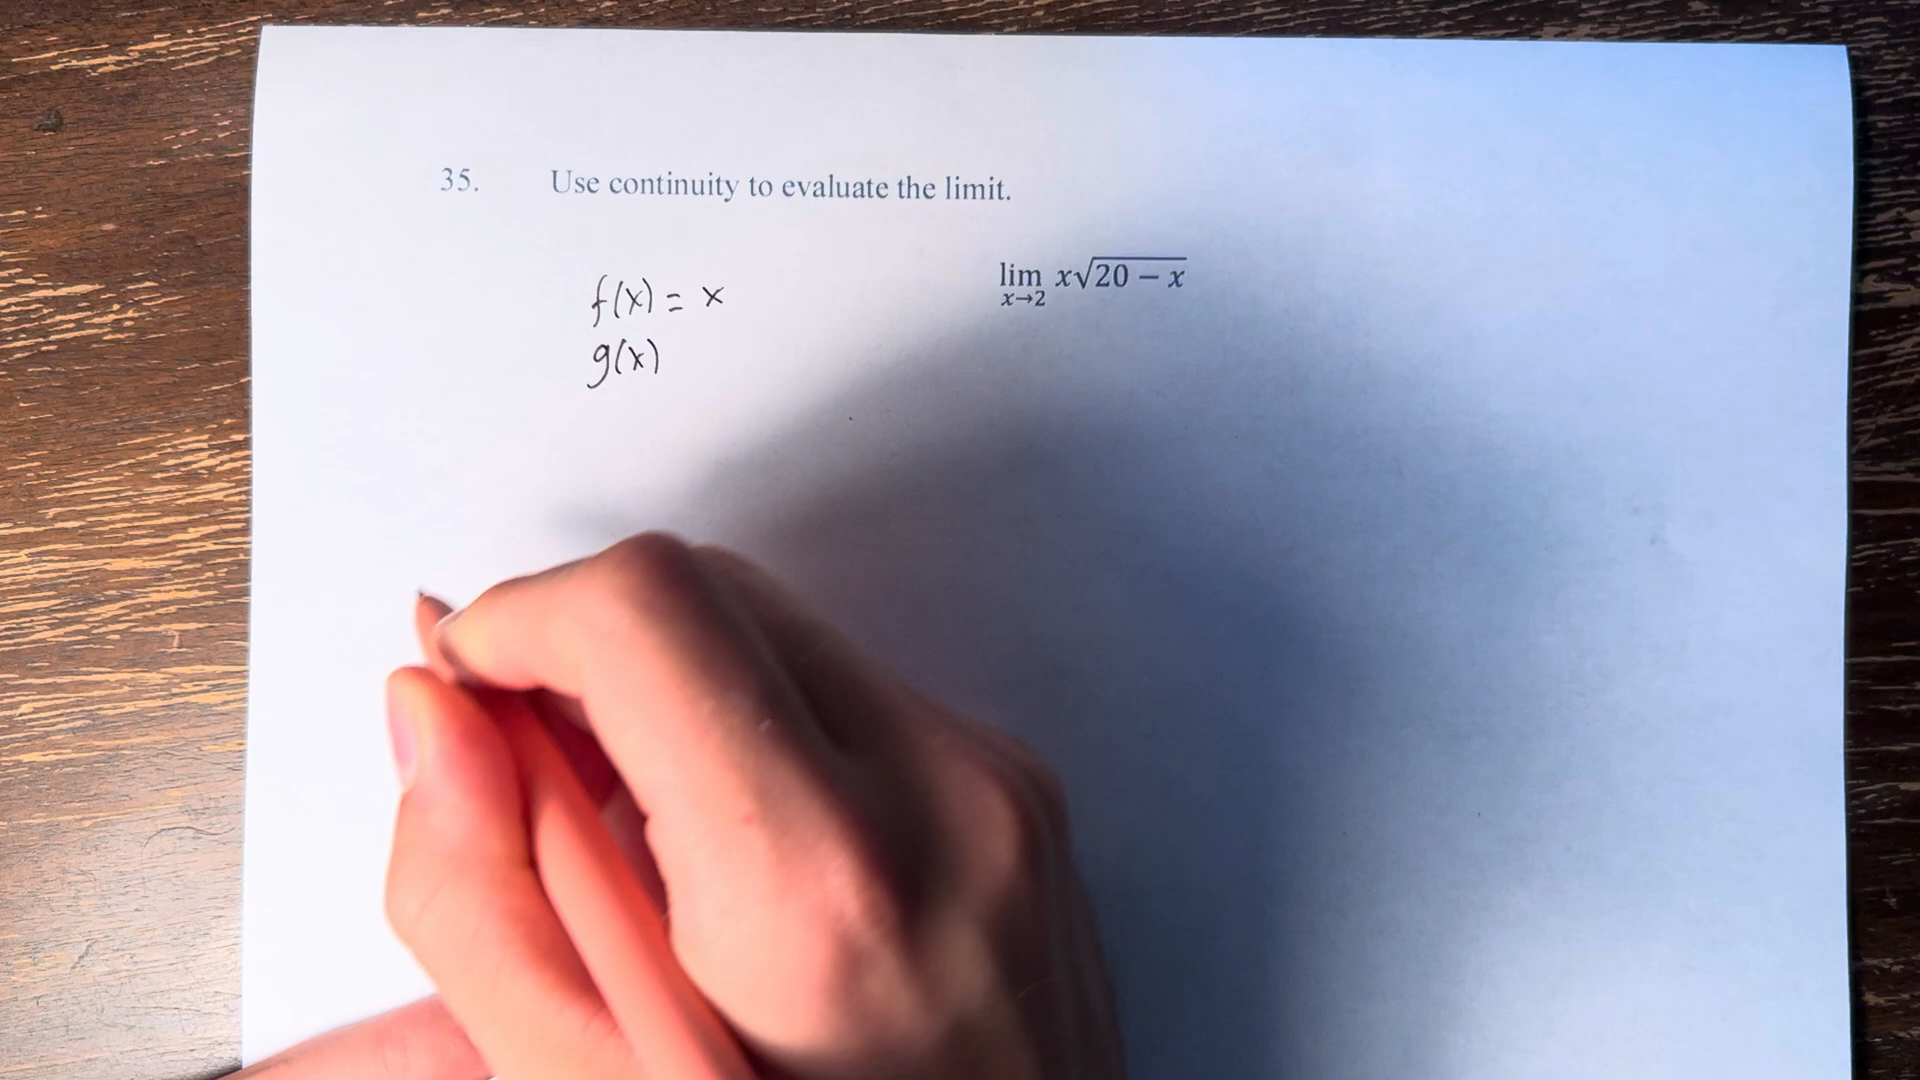 35. Use continuity to evaluate the limit.
f(x) = x
lim x→2 x√20 − x
g(x)